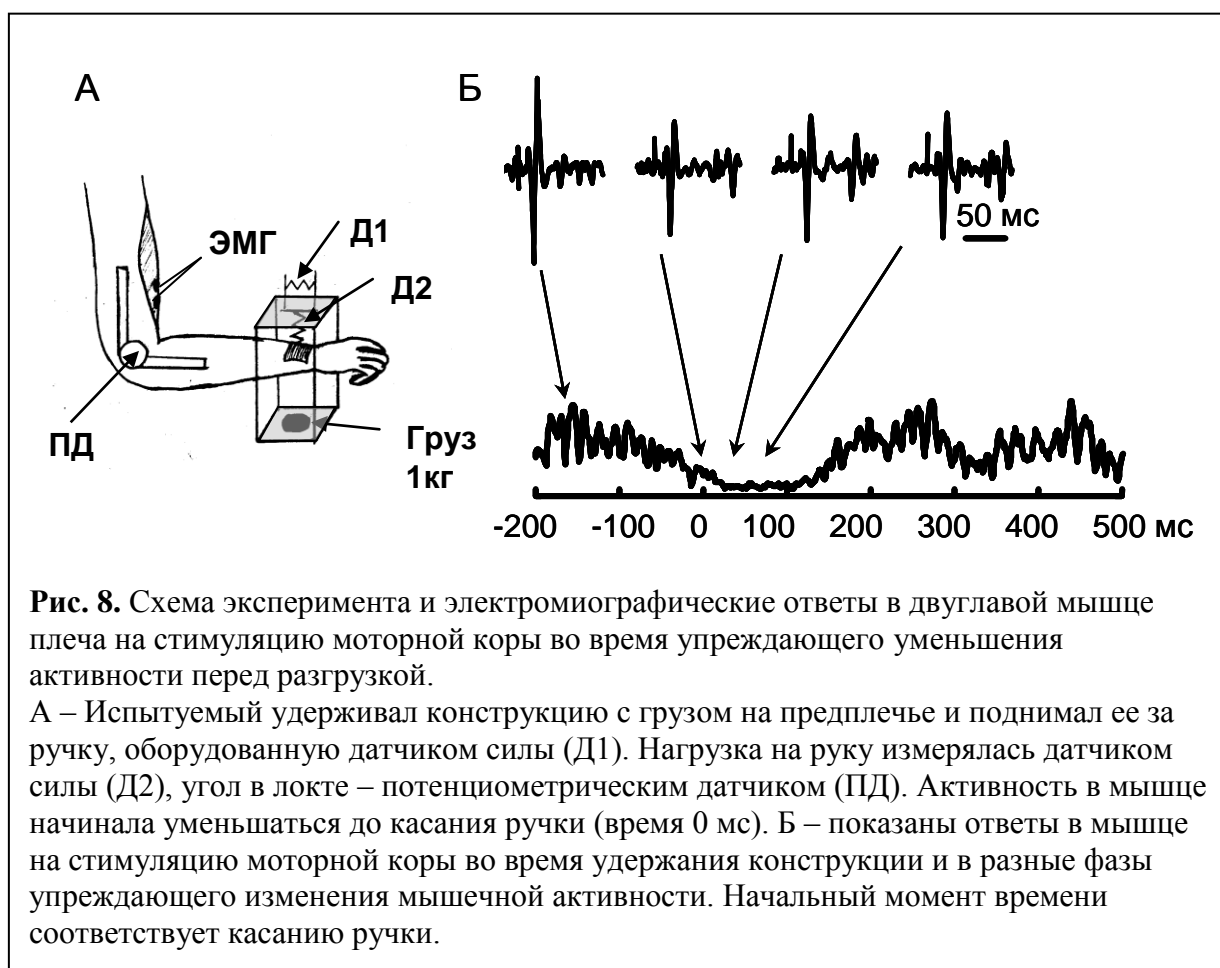 А
Б
ЭМГ
Д1
Д2
50 мс
ПД
Груз
1кг
-200 -100 0 100 200 300 400 500 мс
Рис. 8. Схема эксперимента и электромиографические ответы в двуглавой мышце
плеча на стимуляцию моторной коры во время упреждающего уменьшения
активности перед разгрузкой.
А – Испытуемый удерживал конструкцию с грузом на предплечье и поднимал ее за
ручку, оборудованную датчиком силы (Д1). Нагрузка на руку измерялась датчиком
силы (Д2), угол в локте – потенциометрическим датчиком (ПД). Активность в мышце
начинала уменьшаться до касания ручки (время 0 мс). Б – показаны ответы в мышце
на стимуляцию моторной коры во время удержания конструкции и в разные фазы
упреждающего изменения мышечной активности. Начальный момент времени
соответствует касанию ручки.